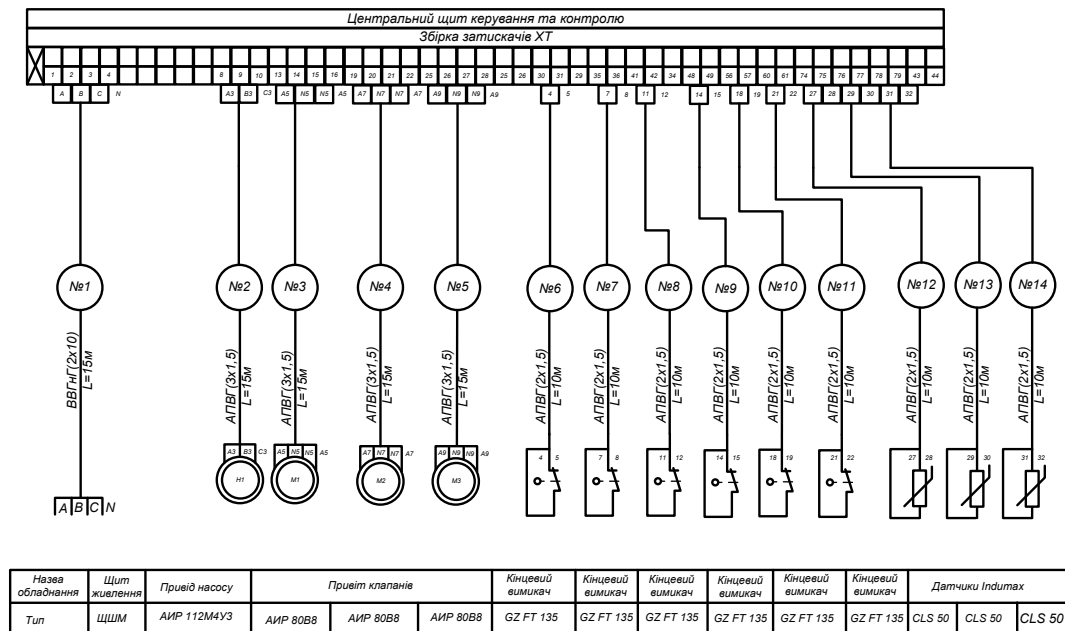 Центральний щит керування та контролю
Збірка затискачів XT
1 2 3 4 8 9 10 13 14 15 16 19 20 21 22 25 26 27 28 25 26 30 31 29 35 36 41 42 34 48 49 56 57 60 61 74 75 76 77 78 79 43 44
A B C N A3 B3 C3 A5 N5 N5 A5 A7 N7 N7 A7 A9 N9 N9 A9 4 5 7 8 11 12 14 15 18 19 21 22 27 28 29 30 31 32
№1 №2 №3 №4 №5 №6 №7 №8 №9 №10 №11 №12 №13 №14
ВВГнГ(2х10)
L=15м
АПВГ(3х1,5)
L=15м
АПВГ(3х1,5)
L=15м
АПВГ(3х1,5)
L=15м
АПВГ(3х1,5)
L=15м
АПВГ(2х1,5)
L=10м
АПВГ(2х1,5)
L=10м
АПВГ(2х1,5)
L=10м
АПВГ(2х1,5)
L=10м
АПВГ(2х1,5)
L=10м
АПВГ(2х1,5)
L=10м
АПВГ(2х1,5)
L=10м
АПВГ(2х1,5)
L=10м
АПВГ(2х1,5)
L=10м
A3 B3 C3 A5 N5 N5 A5 A7 N7 N7 A7 A9 N9 N9 A9 4 5 7 8 11 12 14 15 18 19 21 22 27 28 29 30 31 32
H1 M1 M2 M3
A B C N
Назва обладнання Щит живлення Привід насосу Привіт клапанів Кінцевий вимикач Кінцевий вимикач Кінцевий вимикач Кінцевий вимикач Кінцевий вимикач Кінцевий вимикач Датчики Indumax
Тип ЩШМ АИР 112М4У3 АИР 80В8 АИР 80В8 АИР 80В8 GZ FT 135 GZ FT 135 GZ FT 135 GZ FT 135 GZ FT 135 GZ FT 135 CLS 50 CLS 50 CLS 50